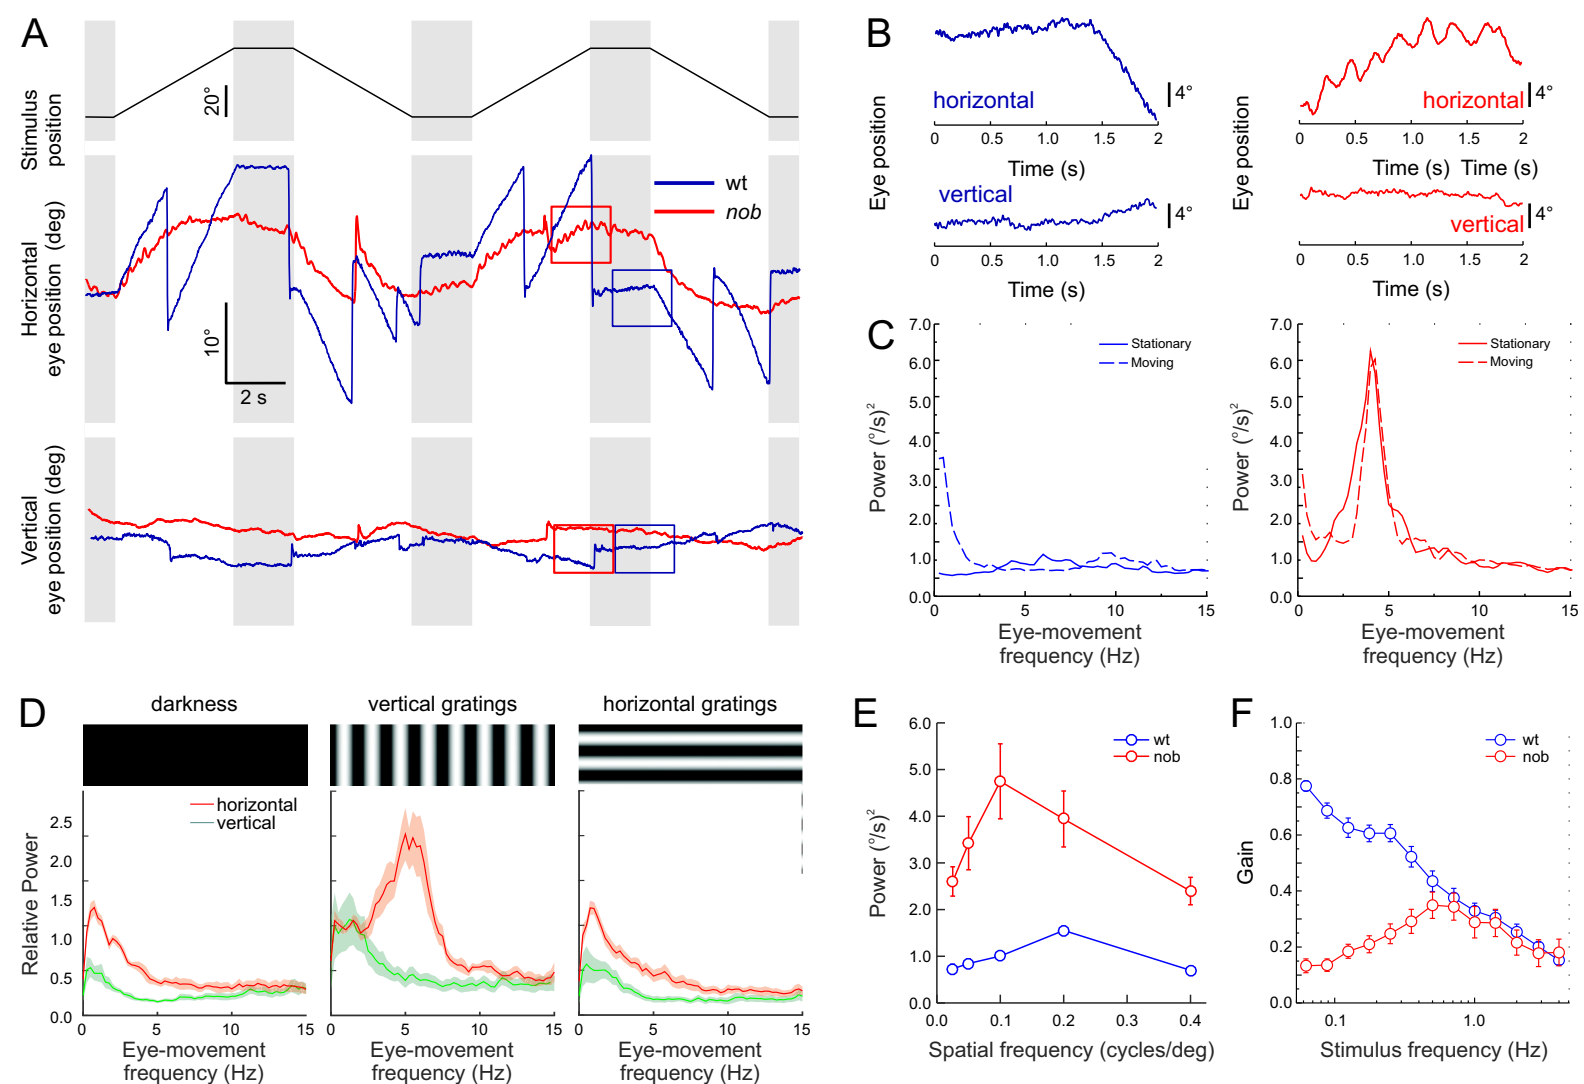 A
Stimulus
position
20°
Horizontal
eye position (deg)
wt
nob
10°
2 s
Vertical
eye position (deg)
B
Eye position
horizontal
4°
0 0.5 1.0 1.5 2
Time (s)
vertical
4°
0 0.5 1.0 1.5 2
Time (s)
Eye position
horizontal
4°
0 0.5 1.0 1.5 2
Time (s) Time (s)
vertical
4°
0 0.5 1.0 1.5 2
Time (s)
C
Power (°/s)²
7.0
6.0
5.0
4.0
3.0
2.0
1.0
0.0
Stationary
Moving
0 5 10 15
Eye-movement
frequency (Hz)
Power (°/s)²
7.0
6.0
5.0
4.0
3.0
2.0
1.0
0.0
Stationary
Moving
0 5 10 15
Eye-movement
frequency (Hz)
D
darkness
vertical gratings
horizontal gratings
horizontal
vertical
Relative Power
2.5
2.0
1.5
1.0
0.5
0.0
0 5 10 15
Eye-movement
frequency (Hz)
0 5 10 15
Eye-movement
frequency (Hz)
0 5 10 15
Eye-movement
frequency (Hz)
E
Power (°/s)²
6.0
5.0
4.0
3.0
2.0
1.0
0.0
wt
nob
0.0 0.1 0.2 0.3 0.4
Spatial frequency (cycles/deg)
F
Gain
1.0
0.8
0.6
0.4
0.2
0.0
wt
nob
0.1 1.0
Stimulus frequency (Hz)